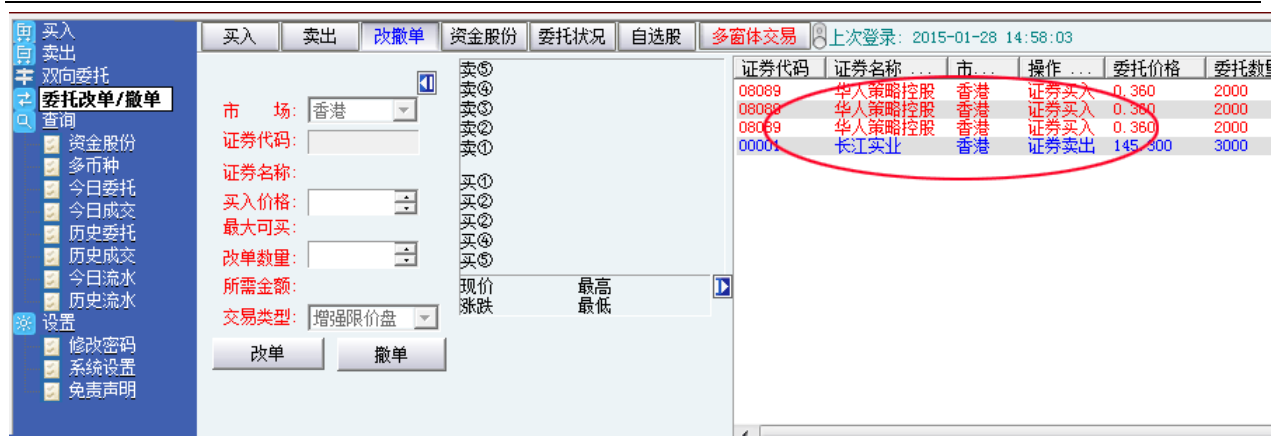 买入
卖出
双向委托
委托改单/撤单
查询
资金股份
多币种
今日委托
今日成交
历史委托
历史成交
今日流水
历史流水
设置
修改密码
系统设置
免责声明
买入 卖出 改撤单 资金股份 委托状况 自选股 多窗体交易 上次登录: 2015-01-28 14:58:03
市 场: 香港
证券代码:
证券名称:
买入价格:
最大可买:
改单数量:
所需金额:
交易类型: 增强限价盘
改单 撤单
卖⑤
卖④
卖③
卖②
卖①
买①
买②
买②
买④
买⑤
现价 最高
涨跌 最低
证券代码 证券名称 ... 市... 操作 ... 委托价格 委托数量
08089 华人策略控股 香港 证券买入 0.360 2000
08089 华人策略控股 香港 证券买入 0.360 2000
08089 华人策略控股 香港 证券买入 0.360 2000
00001 长江实业 香港 证券卖出 145.300 3000